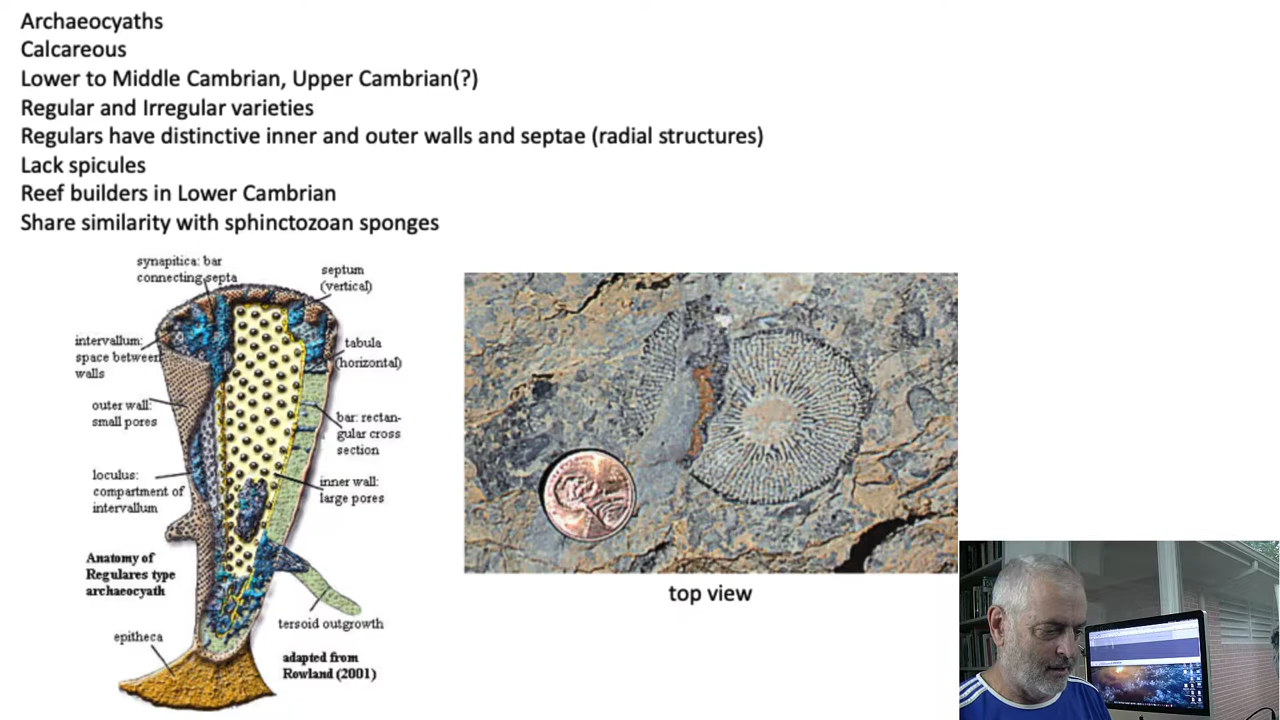 Archaeocyaths
Calcareous
Lower to Middle Cambrian, Upper Cambrian(?)
Regular and Irregular varieties
Regulars have distinctive inner and outer walls and septae (radial structures)
Lack spicules
Reef builders in Lower Cambrian
Share similarity with sphinctozoan sponges
synapitica: bar
connecting septa
septum
(vertical)
intervallum:
space between
walls
tabula
(horizontal)
outer wall:
small pores
bar: rectan-
gular cross
section
loculus:
compartment of
intervallum
inner wall:
large pores
Anatomy of
Regulares type
archaeocyath
tersoid outgrowth
epitheca
adapted from
Rowland (2001)
top view